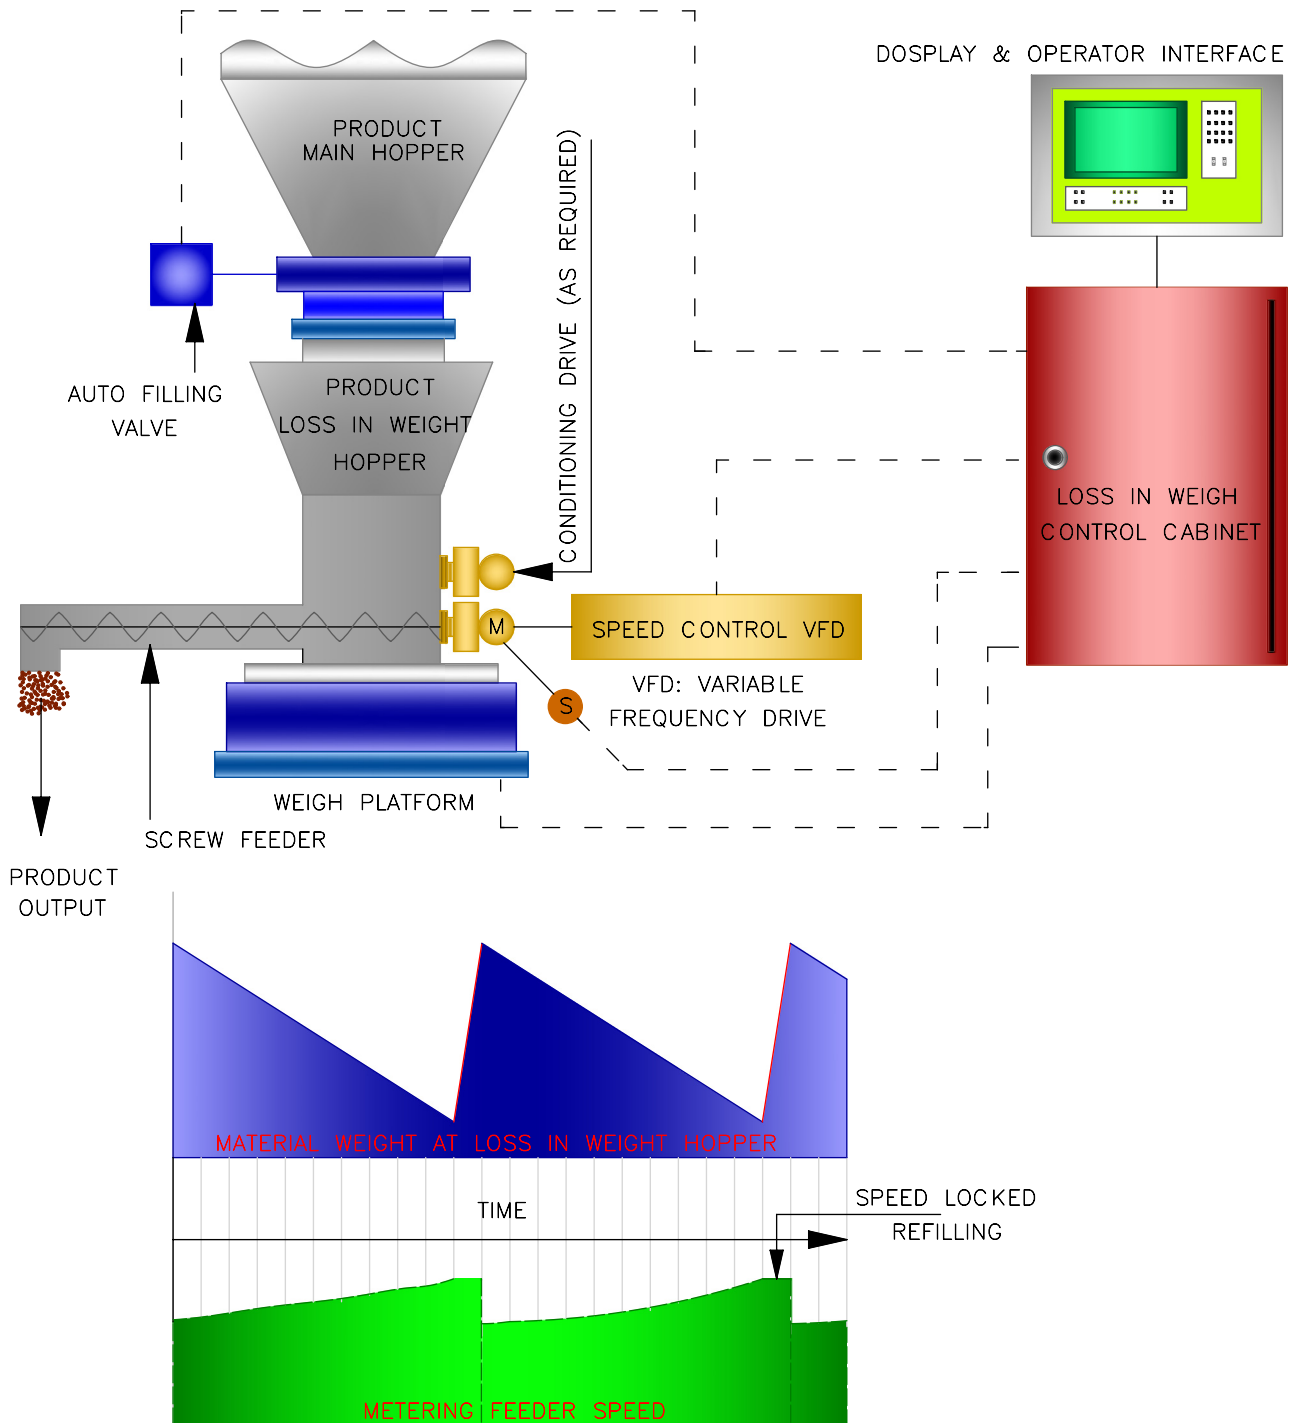 DOSPLAY & OPERATOR INTERFACE
PRODUCT
MAIN HOPPER
CONDITIONING DRIVE (AS REQUIRED)
AUTO FILLING
VALVE
PRODUCT
LOSS IN WEIGHT
HOPPER
LOSS IN WEIGH
CONTROL CABINET
M
SPEED CONTROL VFD
VFD: VARIABLE
FREQUENCY DRIVE
S
WEIGH PLATFORM
SCREW FEEDER
PRODUCT
OUTPUT
MATERIAL WEIGHT AT LOSS IN WEIGHT HOPPER
TIME
SPEED LOCKED
REFILLING
METERING FEEDER SPEED